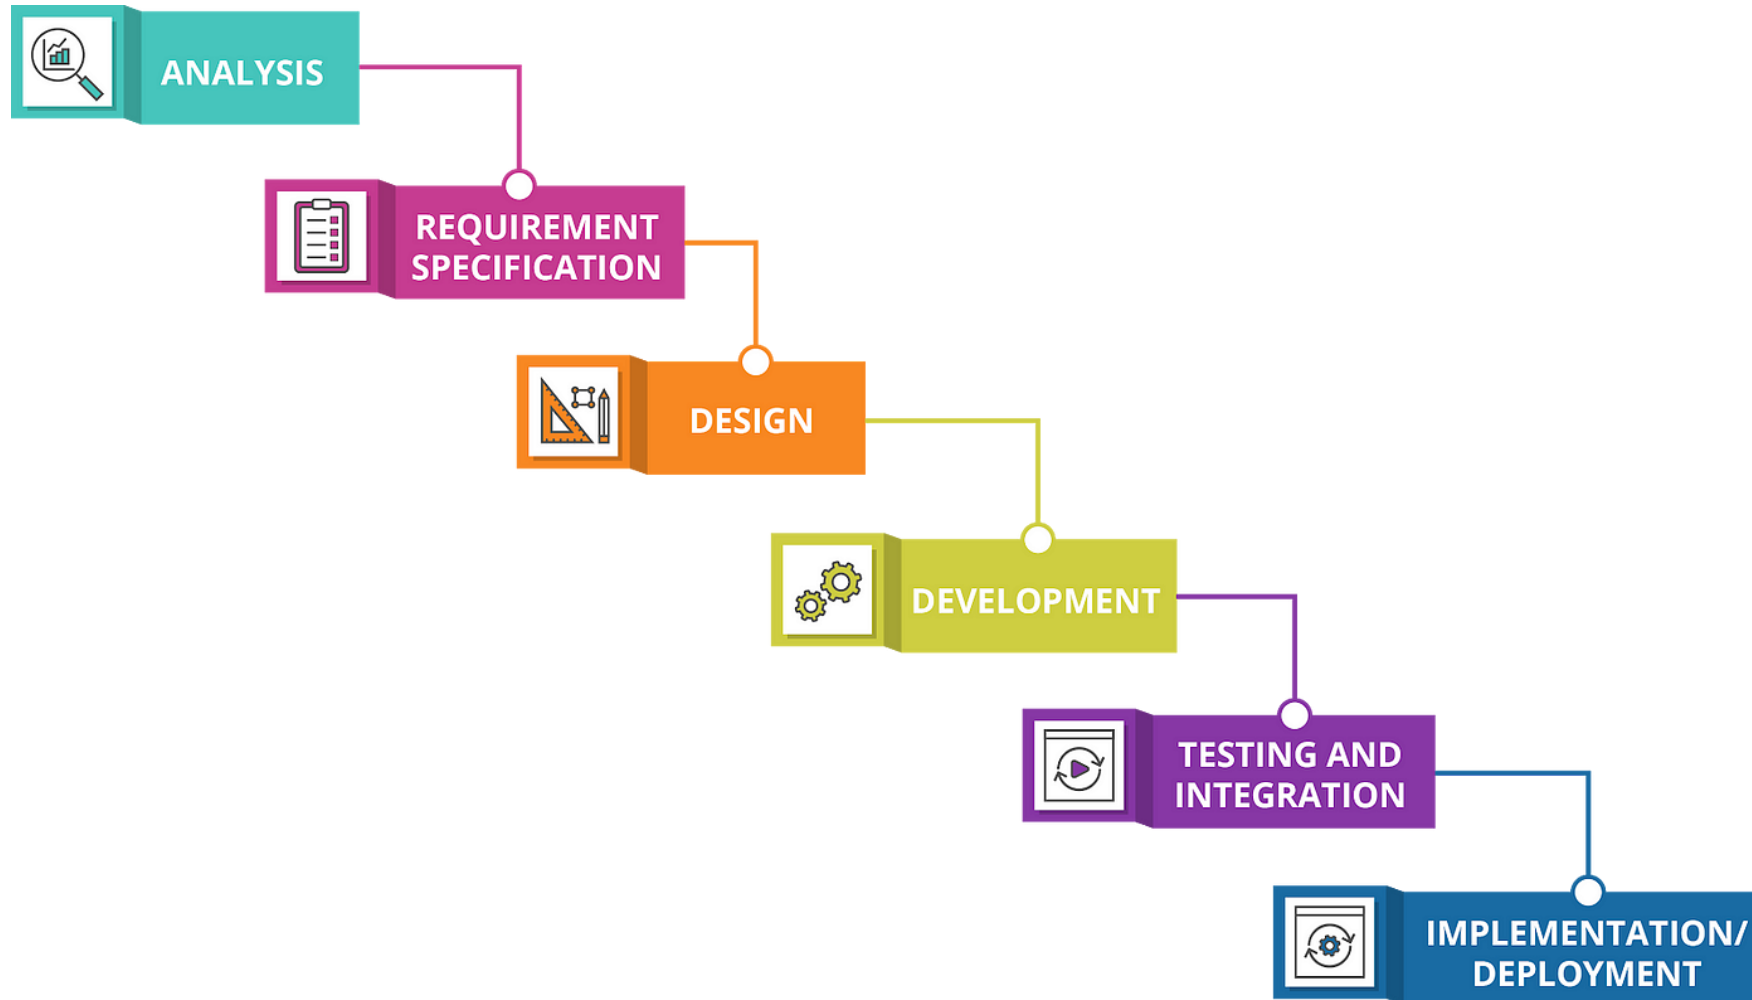 ANALYSIS
REQUIREMENT
SPECIFICATION
DESIGN
DEVELOPMENT
TESTING AND
INTEGRATION
IMPLEMENTATION/
DEPLOYMENT